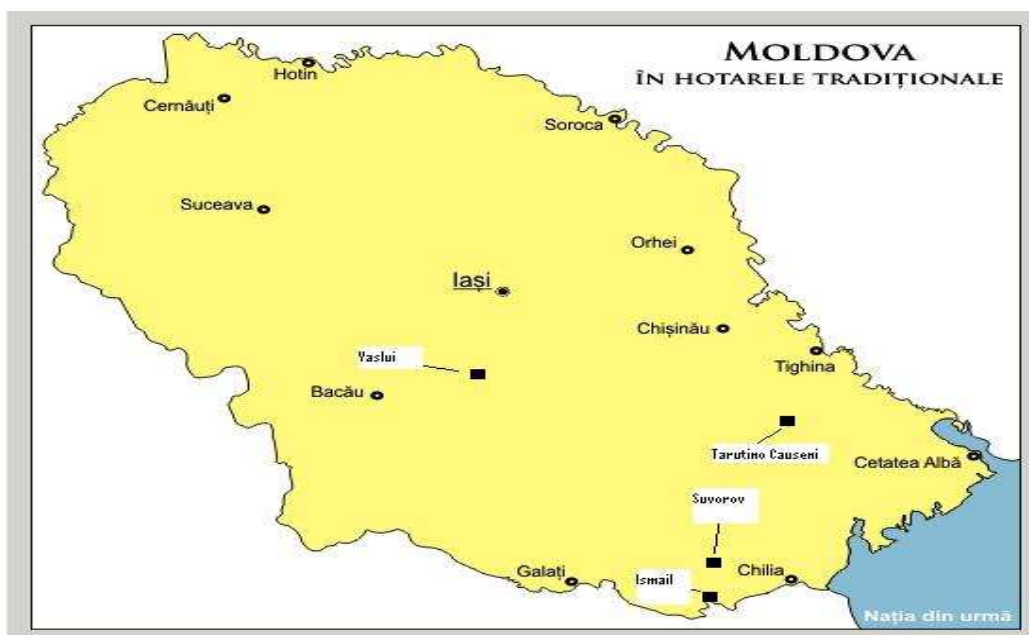 MOLDOVA
ÎN HOTARELE TRADIȚIONALE
Hotin
Cernăuți
Soroca
Suceava
Orhei
Iași
Chișinău
Vaslui
Tighina
Bacău
Tarutino Causeni
Cetatea Albă
Suvorov
Galați
Ismail
Chilia
Nația din urmă